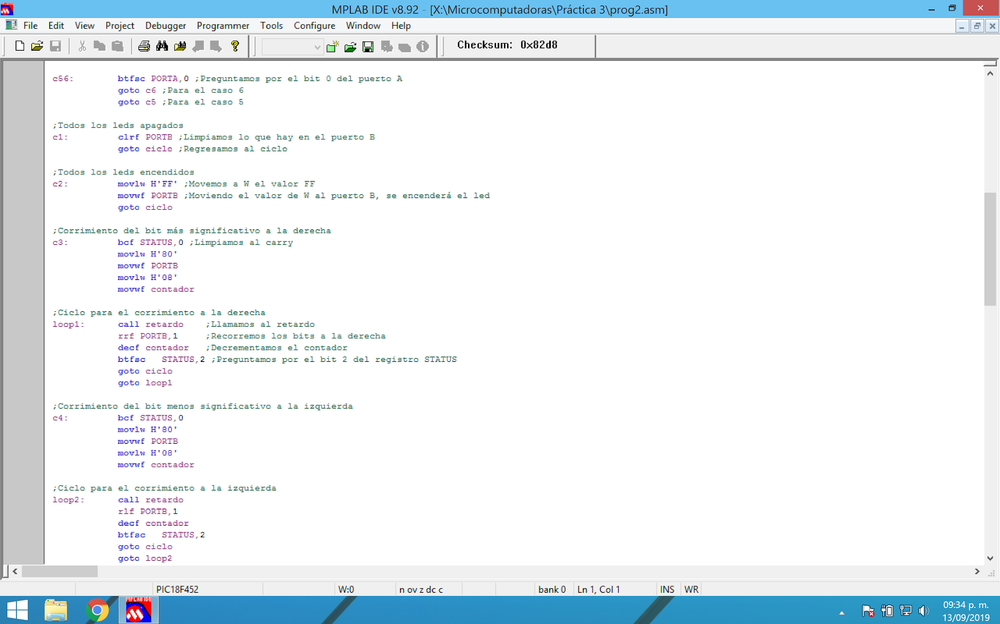 MPLAB IDE v8.92 - [X:\Microcomputadoras\Práctica 3\prog2.asm]
File Edit View Project Debugger Programmer Tools Configure Window Help
Checksum: 0x82d8
c56: btfsc PORTA,0 ;Preguntamos por el bit 0 del puerto A
goto c6 ;Para el caso 6
goto c5 ;Para el caso 5
;Todos los leds apagados
c1: clrf PORTB ;Limpiamos lo que hay en el puerto B
goto ciclo ;Regresamos al ciclo
;Todos los leds encendidos
c2: movlw H'FF' ;Movemos a W el valor FF
movwf PORTB ;Moviendo el valor de W al puerto B, se encenderá el led
goto ciclo
;Corrimiento del bit más significativo a la derecha
c3: bcf STATUS,0 ;Limpiamos al carry
movlw H'80'
movwf PORTB
movlw H'08'
movwf contador
;Ciclo para el corrimiento a la derecha
loop1: call retardo ;Llamamos al retardo
rrf PORTB,1 ;Recorremos los bits a la derecha
decf contador ;Decrementamos el contador
btfsc STATUS,2 ;Preguntamos por el bit 2 del registro STATUS
goto ciclo
goto loop1
;Corrimiento del bit menos significativo a la izquierda
c4: bcf STATUS,0
movlw H'80'
movwf PORTB
movlw H'08'
movwf contador
;Ciclo para el corrimiento a la izquierda
loop2: call retardo
rlf PORTB,1
decf contador
btfsc STATUS,2
goto ciclo
goto loop2
PIC18F452 W:0 n ov z dc c bank 0 Ln 1, Col 1 INS WR
MPLAB IDE
09:34 p. m.
13/09/2019